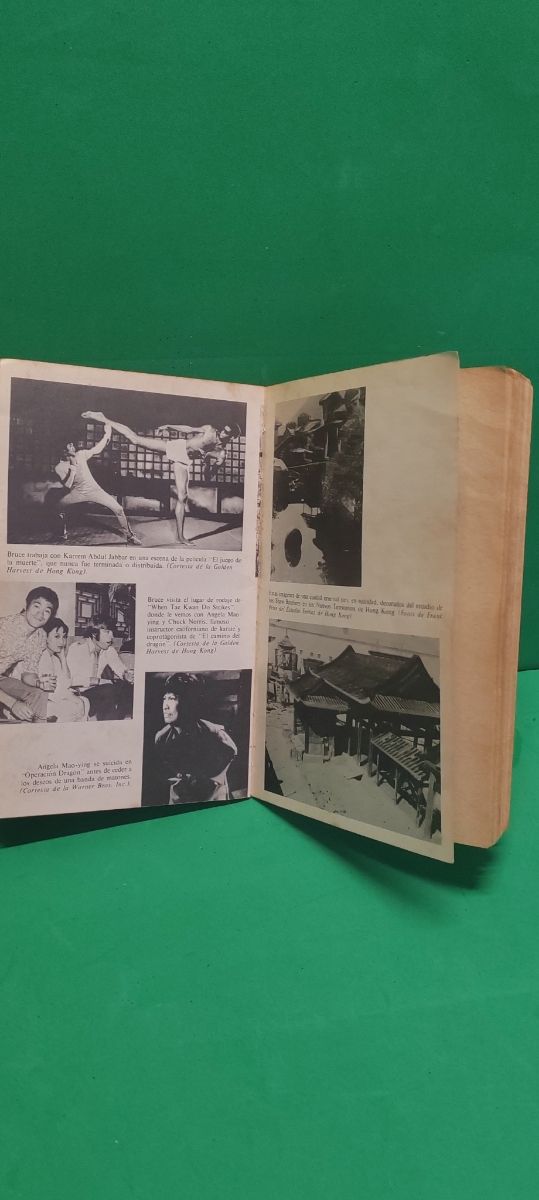 Bruce trabaja con Karrem Abdul Jabbar en una escena de la película "El juego de
la muerte", que nunca fue terminada o distribuida. (Cortesía de la Golden
Harvest de Hong Kong).
Bruce visita el lugar de rodaje de
"When Tae Kwan Do Strikes",
donde le vemos con Angela Mao-
ying y Chuck Norris, famoso
instructor californiano de karate y
coprotagonista de "El camino del
dragón". (Cortesía de la Golden
Harvest de Hong Kong)
Angela Mao-ying se suicida en
"Operación Dragón" antes de ceder a
los deseos de una banda de matones.
(Cortesía de la Warner Bros. Inc.).
imágenes de una ciudad son, en realidad, decorados del estudio de
los Shaw Brothers en los Nuevos Territorios de Hong Kong.
de Hong Kong)